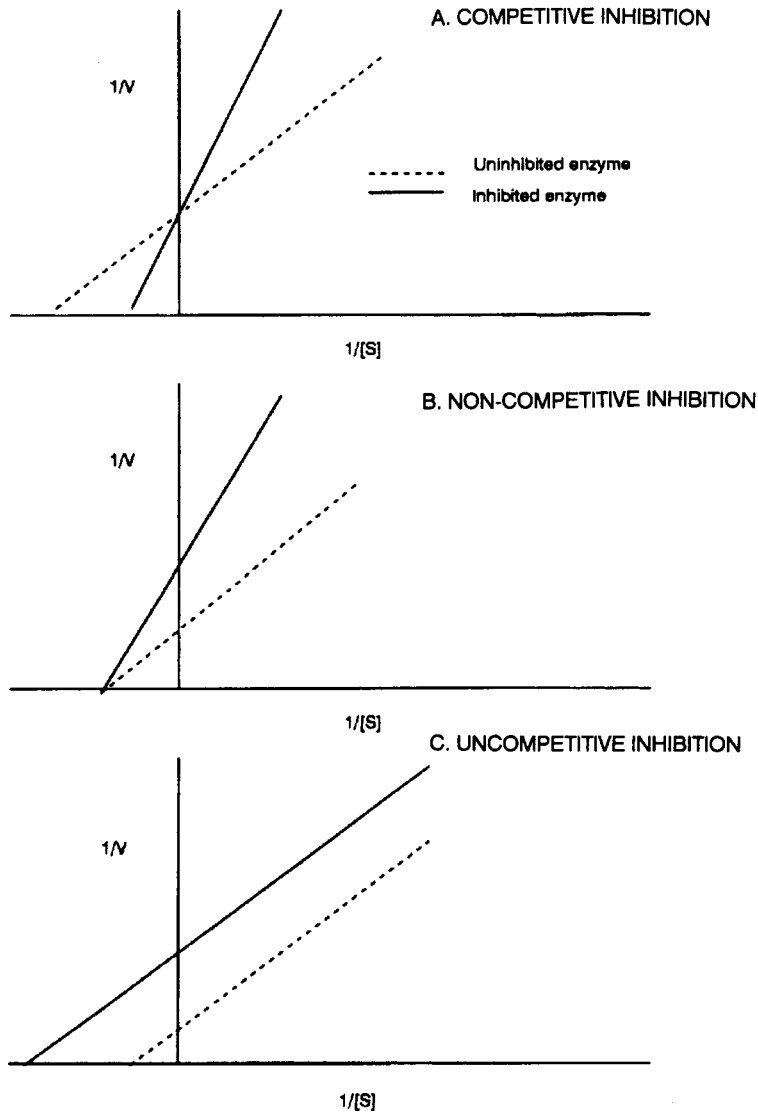 A. COMPETITIVE INHIBITION
1/V
Uninhibited enzyme
Inhibited enzyme
1/[S]
B. NON-COMPETITIVE INHIBITION
1/V
1/[S]
C. UNCOMPETITIVE INHIBITION
1/V
1/[S]